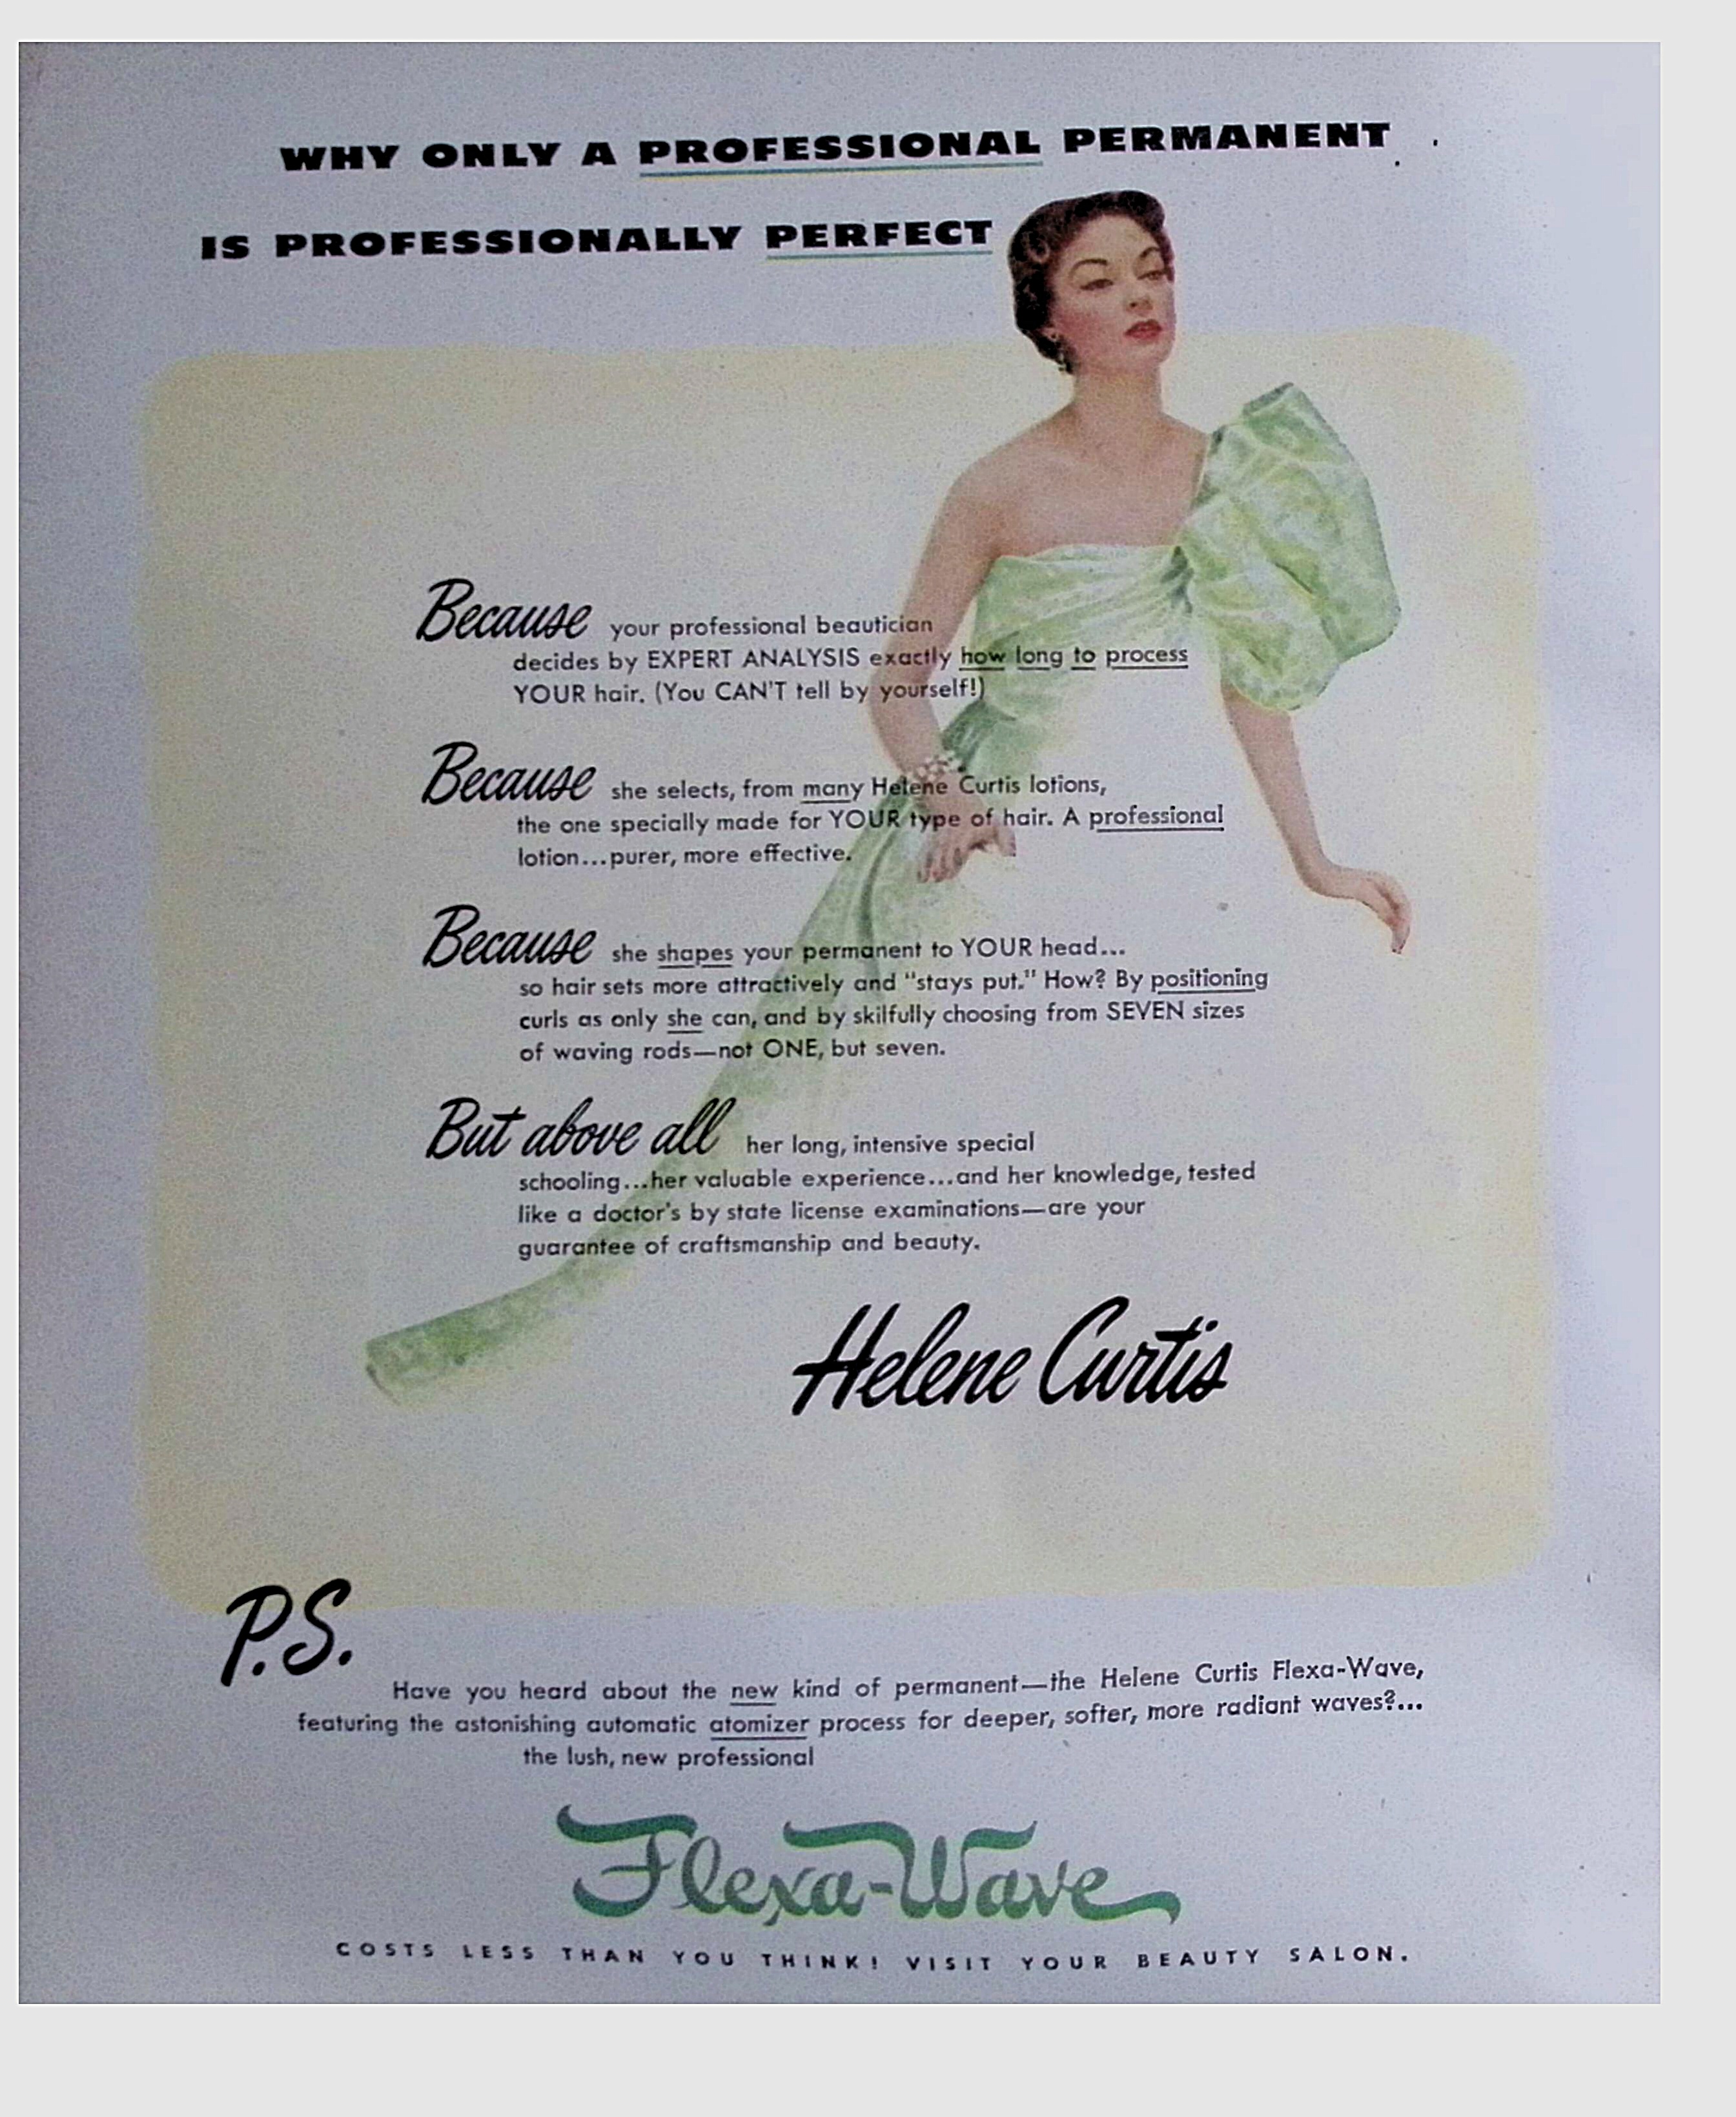 WHY ONLY A PROFESSIONAL PERMANENT
IS PROFESSIONALLY PERFECT
Because your professional beautician
decides by EXPERT ANALYSIS exactly how long to process
YOUR hair. (You CAN'T tell by yourself!)
Because she selects, from many Helene Curtis lotions,
the one specially made for YOUR type of hair. A professional
lotion...purer, more effective.
Because she shapes your permanent to YOUR head...
so hair sets more attractively and "stays put." How? By positioning
curls as only she can, and by skilfully choosing from SEVEN sizes
of waving rods—not ONE, but seven.
But above all her long, intensive special
schooling...her valuable experience...and her knowledge, tested
like a doctor's by state license examinations—are your
guarantee of craftsmanship and beauty.
Helene Curtis
P.S.
Have you heard about the new kind of permanent—the Helene Curtis Flexa-Wave,
featuring the astonishing automatic atomizer process for deeper, softer, more radiant waves?...
the lush, new professional
Flexa-Wave
COSTS LESS THAN YOU THINK! VISIT YOUR BEAUTY SALON.